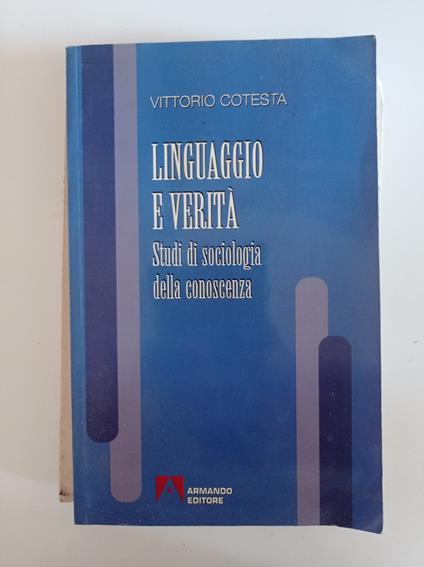 VITTORIO COTESTA
LINGUAGGIO
E VERITÀ
Studi di sociologia
della conoscenza
ARMANDO
EDITORE